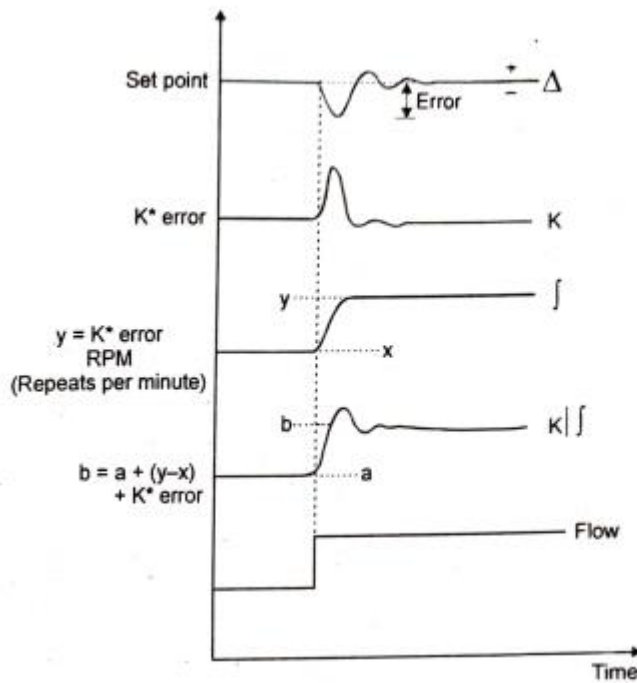 +
Set point
−
Δ
Error
K* error
K
y
∫
y = K* error
RPM
(Repeats per minute)
x
b
K|∫
b = a + (y–x)
+ K* error
a
Flow
Time